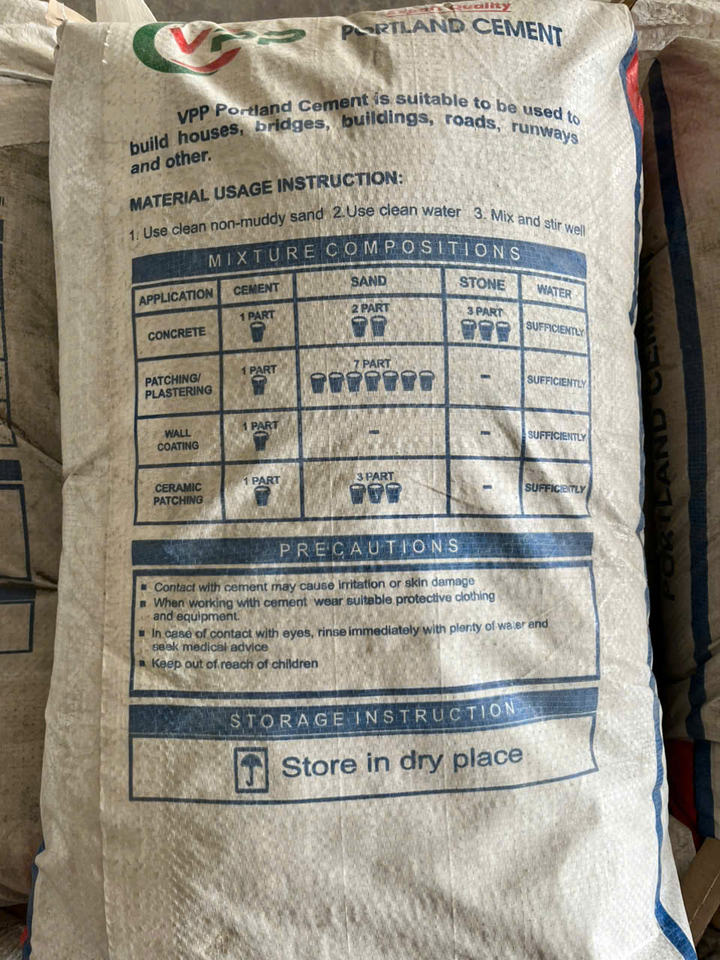 VPP
Quality
PORTLAND CEMENT
VPP Portland Cement is suitable to be used to
build houses, bridges, buildings, roads, runways
and other.
MATERIAL USAGE INSTRUCTION:
1. Use clean non-muddy sand 2.Use clean water 3. Mix and stir well
MIXTURE COMPOSITIONS
APPLICATION CEMENT SAND STONE WATER
CONCRETE 1 PART 2 PART 3 PART SUFFICIENTLY
PATCHING/
PLASTERING 1 PART 7 PART - - SUFFICIENTLY
WALL
COATING 1 PART - - SUFFICIENTLY
CERAMIC
PATCHING 1 PART 3 PART - SUFFICIENTLY
PRECAUTIONS
Contact with cement may cause irritation or skin damage
When working with cement wear suitable protective clothing
and equipment.
In case of contact with eyes, rinse immediately with plenty of water and
seek medical advice
Keep out of reach of children
STORAGE INSTRUCTION
Store in dry place
PORTLAND CEM